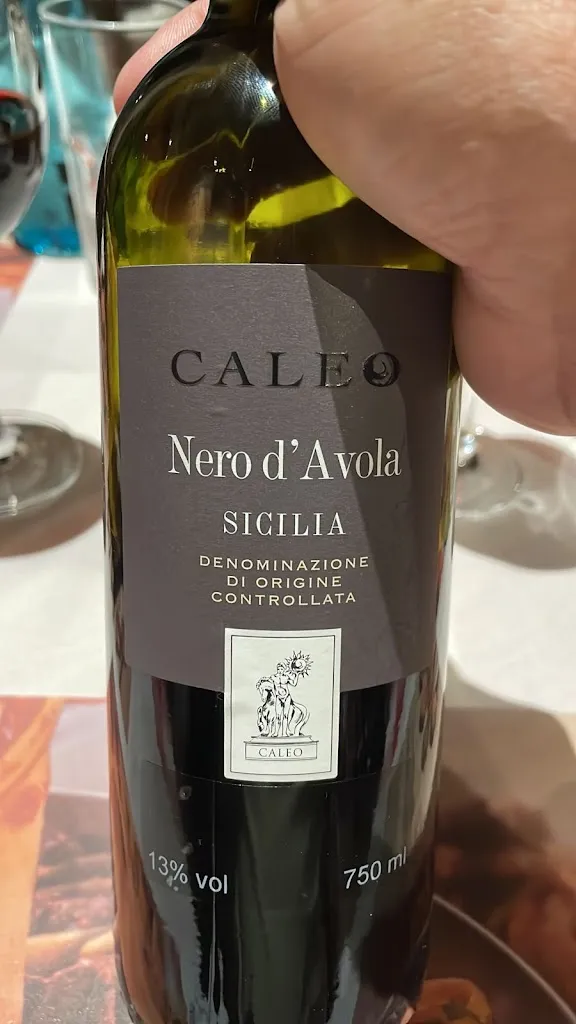 CALEO
Nero d'Avola
SICILIA
DENOMINAZIONE
DI ORIGINE
CONTROLLATA
CALEO
13% vol
750 ml